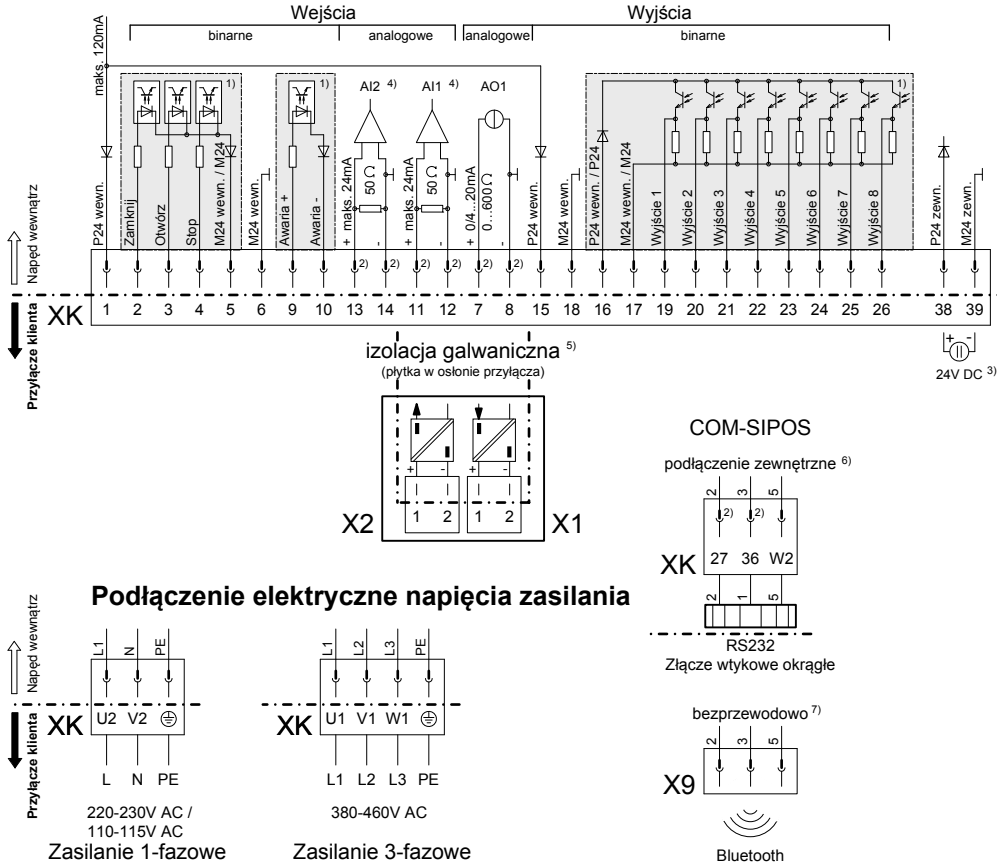 Wejścia Wyjścia
binarne analogowe analogowe binarne
maks. 120mA
1) AI2 4) AI1 4) AO1 1)
P24 wewn.
Zamknij
Otwórz
Stop
M24 wewn. / M24
M24 wewn.
Awaria +
Awaria -
+ maks. 24mA
50 Ω
-
+ maks. 24mA
50 Ω
-
+ 0/4...20mA
0...600Ω
-
P24 wewn.
M24 wewn.
P24 wewn. / P24
M24 wewn. / M24
Wyjście 1
Wyjście 2
Wyjście 3
Wyjście 4
Wyjście 5
Wyjście 6
Wyjście 7
Wyjście 8
P24 zewn.
M24 zewn.
2) 2) 2) 2) 2) 2)
Napęd wewnątrz
Przyłącze klienta
XK 1 2 3 4 5 6 9 10 13 14 11 12 7 8 15 18 16 17 19 20 21 22 23 24 25 26 38 39
+ -
24V DC 3)
izolacja galwaniczna 5)
(płytka w osłonie przyłącza)
+ - + -
X2 1 2 1 2 X1
COM-SIPOS
podłączenie zewnętrzne 6)
2 3 5
2) 2)
XK 27 36 W2
2 1 5
RS232
Złącze wtykowe okrągłe
Podłączenie elektryczne napięcia zasilania
Napęd wewnątrz
Przyłącze klienta
L1 N PE
XK U2 V2
L N PE
220-230V AC /
110-115V AC
Zasilanie 1-fazowe
L1 L2 L3 PE
XK U1 V1 W1
L1 L2 L3 PE
380-460V AC
Zasilanie 3-fazowe
bezprzewodowo 7)
2 3 5
X9
Bluetooth